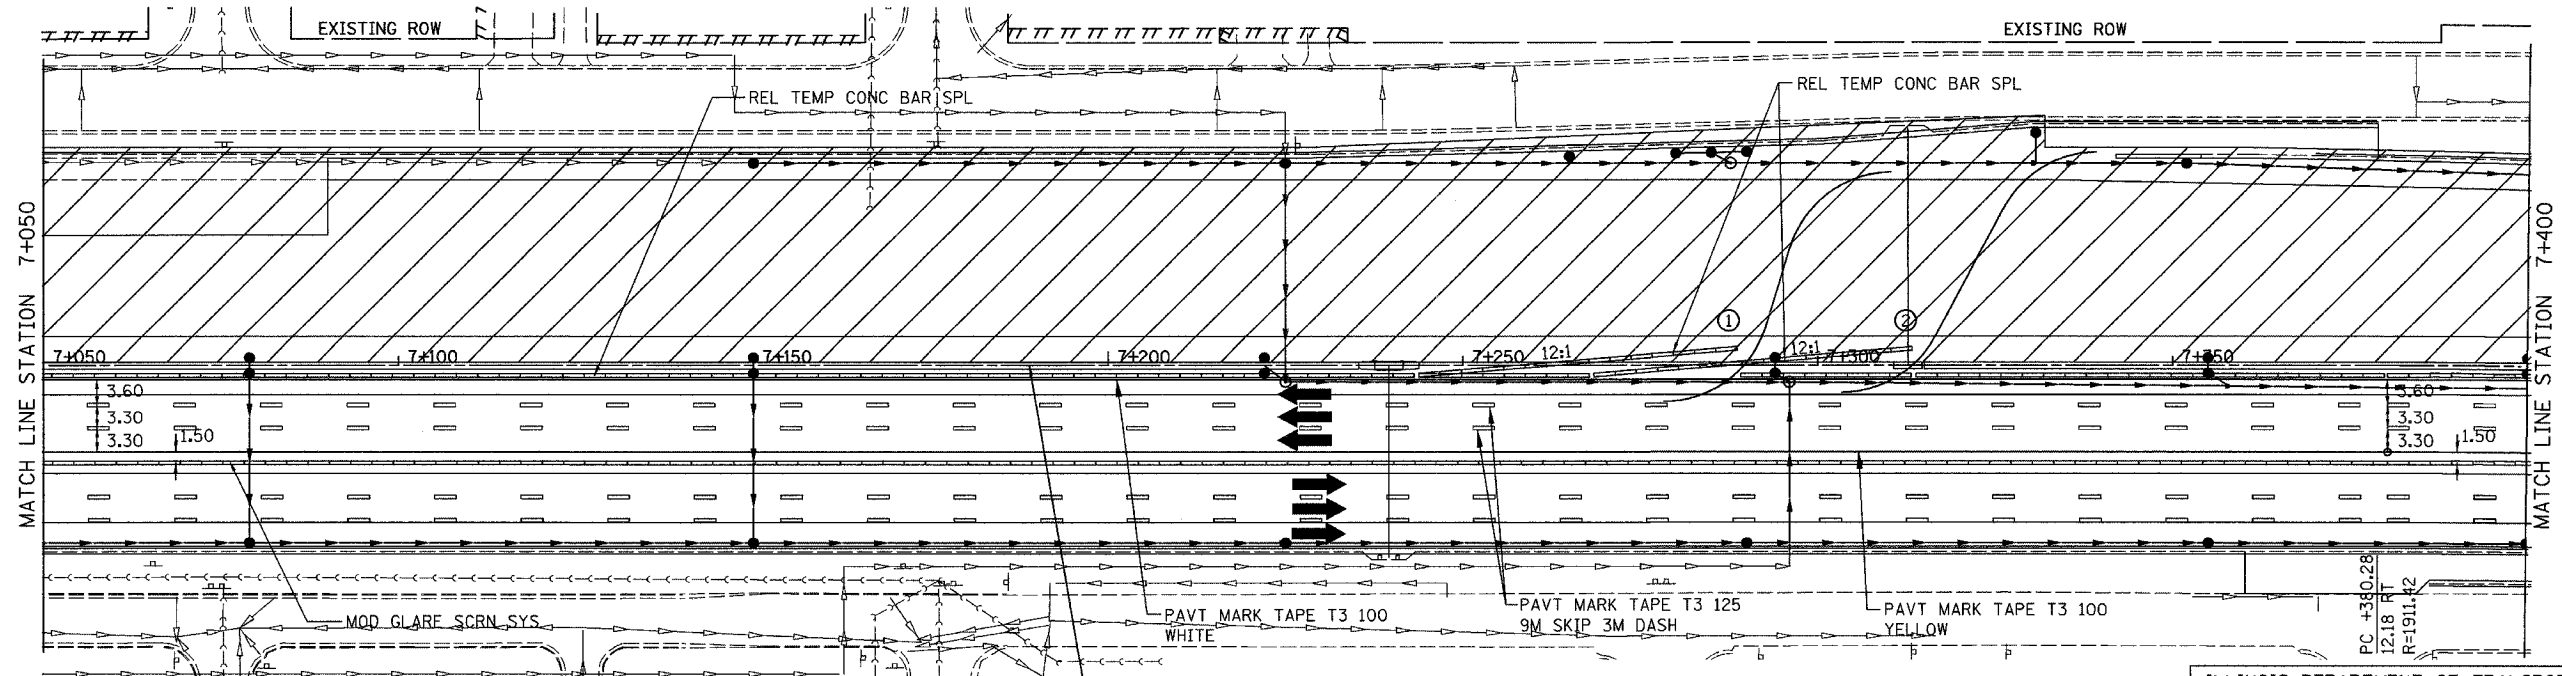 EXISTING ROW
EXISTING ROW
REL TEMP CONC BAR SPL
REL TEMP CONC BAR SPL
MATCH LINE STATION 7+050
MATCH LINE STATION 7+400
1
2
7+050
7+100
7+150
7+200
7+250
12:1
12:1
7+300
7+350
3.60
3.30
3.30
1.50
3.60
3.30
3.30
1.50
MOD GLARE SCRN SYS
PAVT MARK TAPE T3 100
WHITE
PAVT MARK TAPE T3 125
9M SKIP 3M DASH
PAVT MARK TAPE T3 100
YELLOW
PC +380.28
12.18 RT
R=1911.42